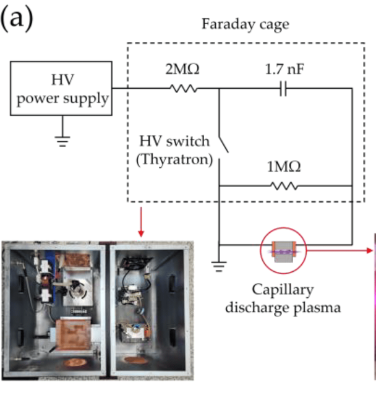 (a)
Faraday cage
HV
power supply
2MΩ
1.7 nF
HV switch
(Thyratron)
1MΩ
Capillary
discharge plasma